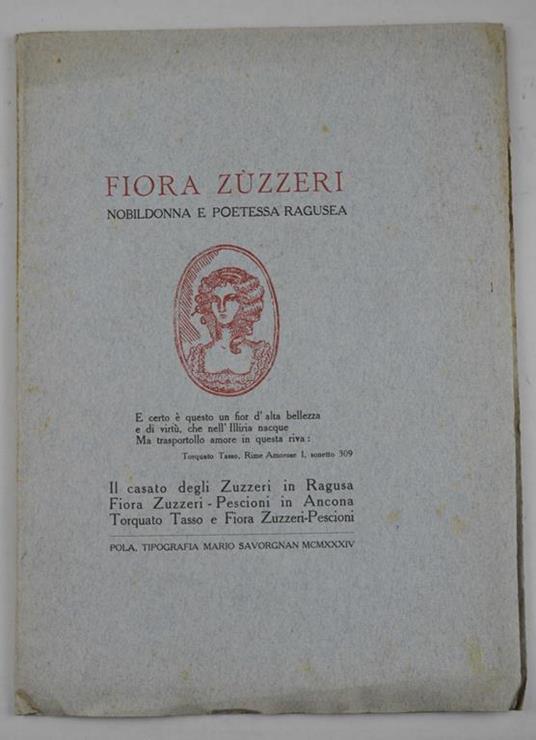 FIORA ZÙZZERI
NOBILDONNA E POETESSA RAGUSEA
E certo è questo un fior d'alta bellezza
e di virtù, che nell'Illiria nacque
Ma trasportollo amore in questa riva:
Torquato Tasso, Rime Amorose I, sonetto 309
Il casato degli Zuzzeri in Ragusa
Fiora Zuzzeri - Pescioni in Ancona
Torquato Tasso e Fiora Zuzzeri-Pescioni
POLA, TIPOGRAFIA MARIO SAVORGNAN MCMXXXIV